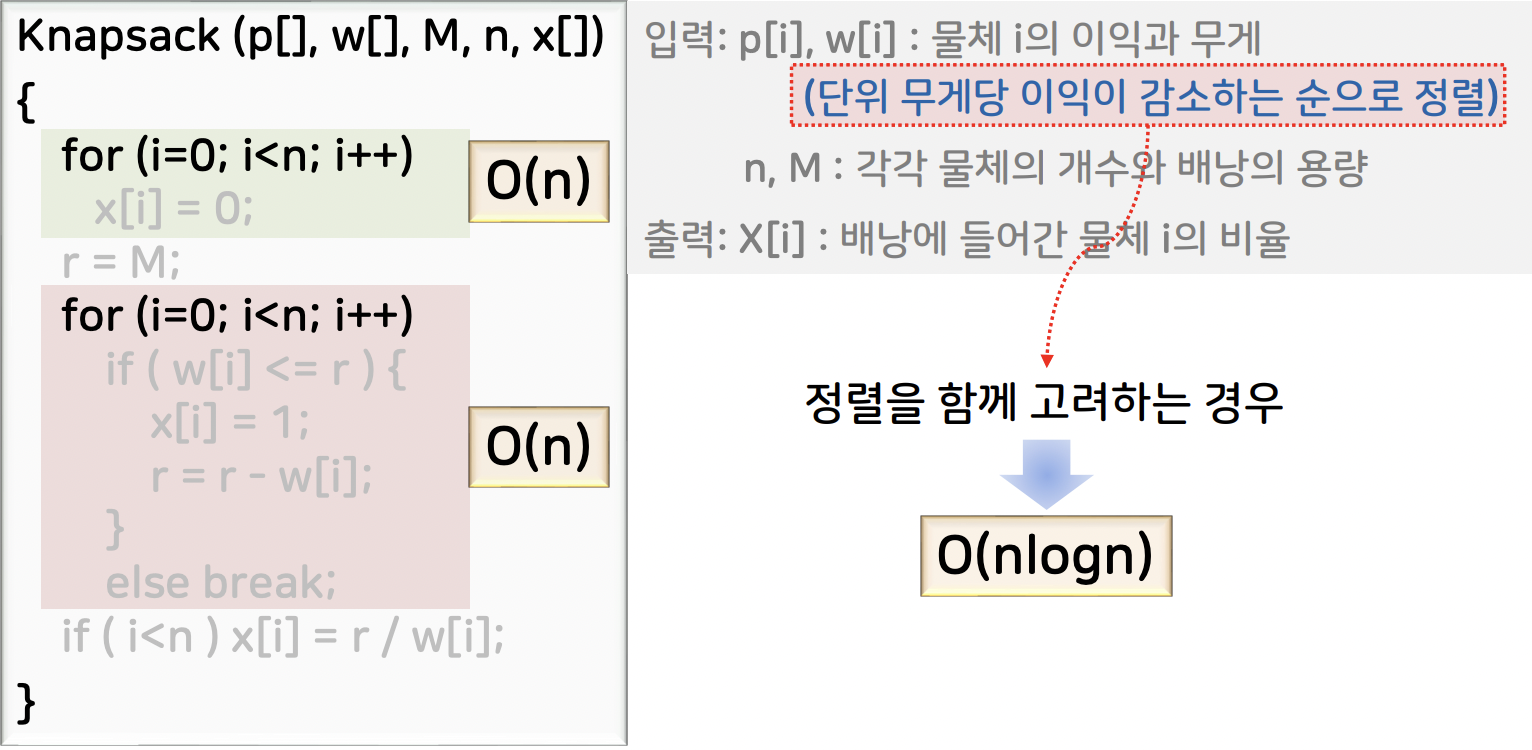 Knapsack (p[], w[], M, n, x[])
{
for (i=0; i<n; i++)
x[i] = 0;
O(n)
r = M;
for (i=0; i<n; i++)
if ( w[i] <= r ) {
x[i] = 1;
r = r - w[i];
}
else break;
O(n)
if ( i<n ) x[i] = r / w[i];
}
입력: p[i], w[i] : 물체 i의 이익과 무게
(단위 무게당 이익이 감소하는 순으로 정렬)
n, M : 각각 물체의 개수와 배낭의 용량
출력: X[i] : 배낭에 들어간 물체 i의 비율
정렬을 함께 고려하는 경우
O(nlogn)